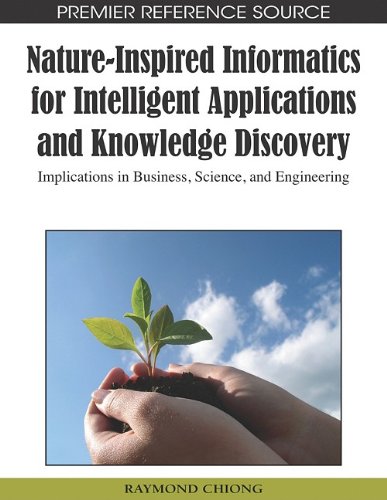 PREMIER REFERENCE SOURCE
Nature-Inspired Informatics
for Intelligent Applications
and Knowledge Discovery
Implications in Business, Science, and Engineering
RAYMOND CHIONG